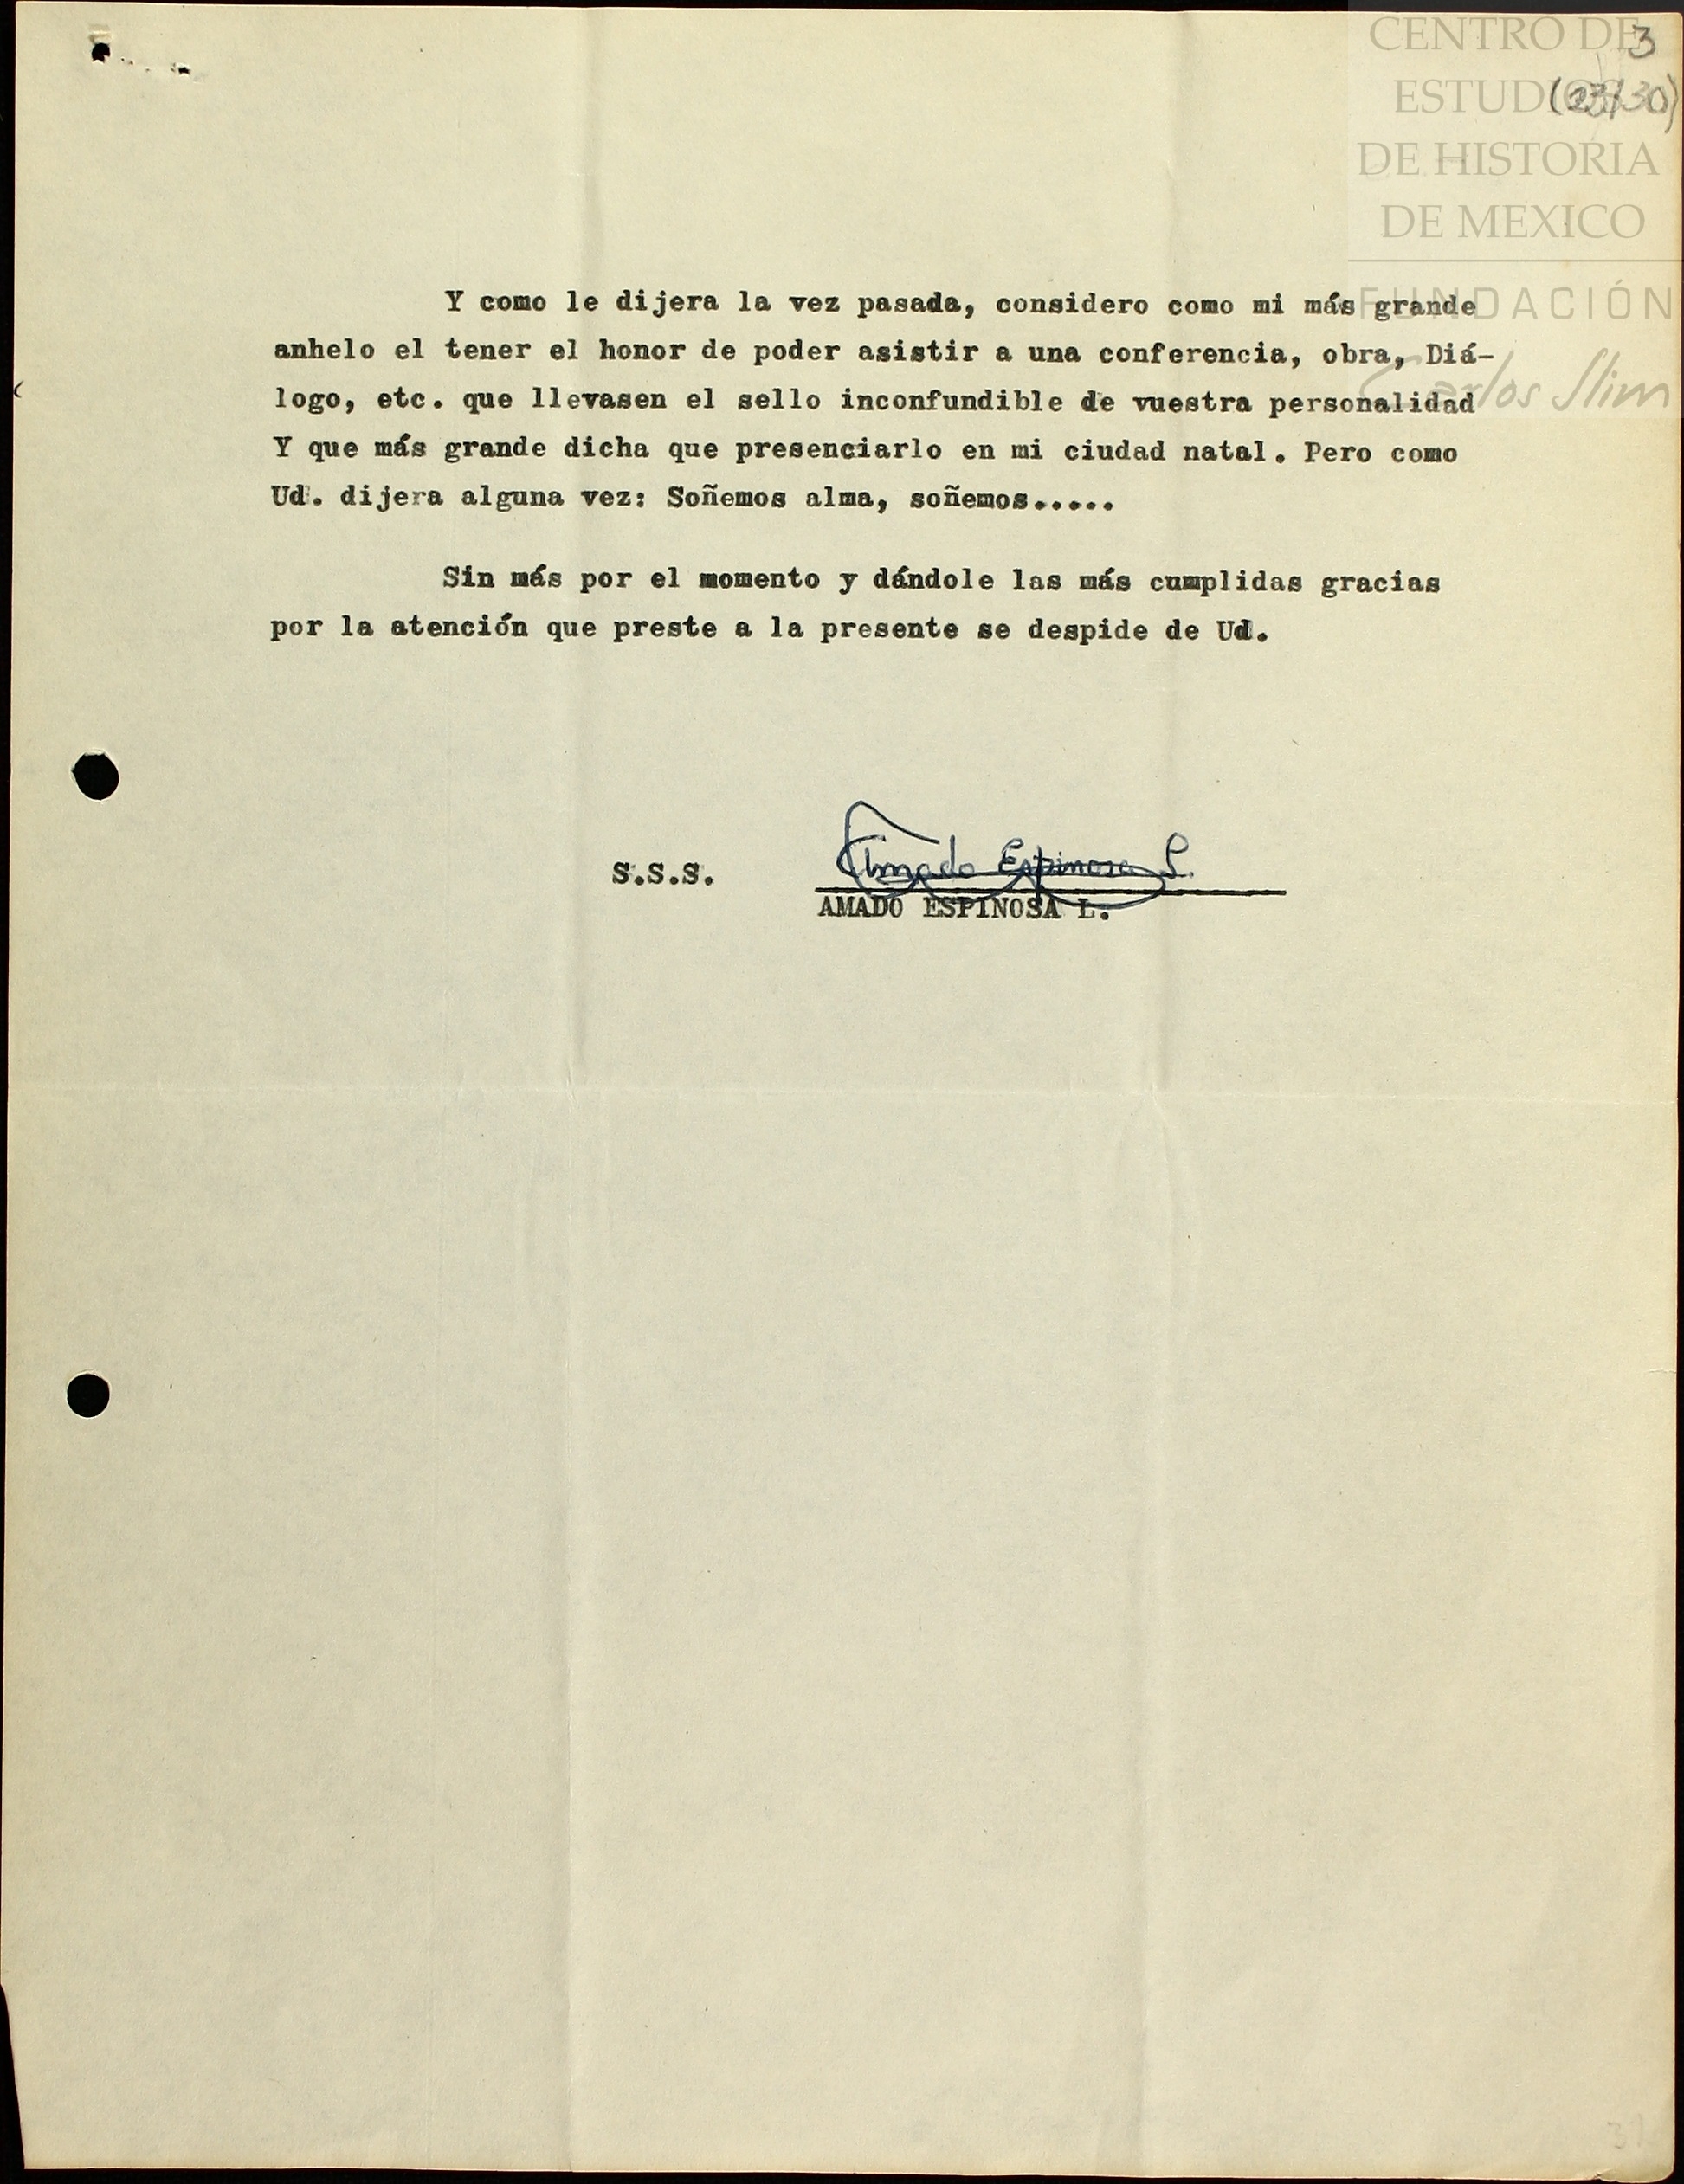 CENTRO DE
3
ESTUDIOS
DE HISTORIA
DE MEXICO
FUNDACIÓN
Carlos Slim
Y como le dijera la vez pasada, considero como mi más grande
anhelo el tener el honor de poder asistir a una conferencia, obra, Diá-
logo, etc. que llevasen el sello inconfundible de vuestra personalidad
Y que más grande dicha que presenciarlo en mi ciudad natal. Pero como
Ud. dijera alguna vez: Soñemos alma, soñemos.....
Sin más por el momento y dándole las más cumplidas gracias
por la atención que preste a la presente se despide de Ud.
Amado Espinosa L.
S.S.S.
AMADO ESPINOSA L.
31